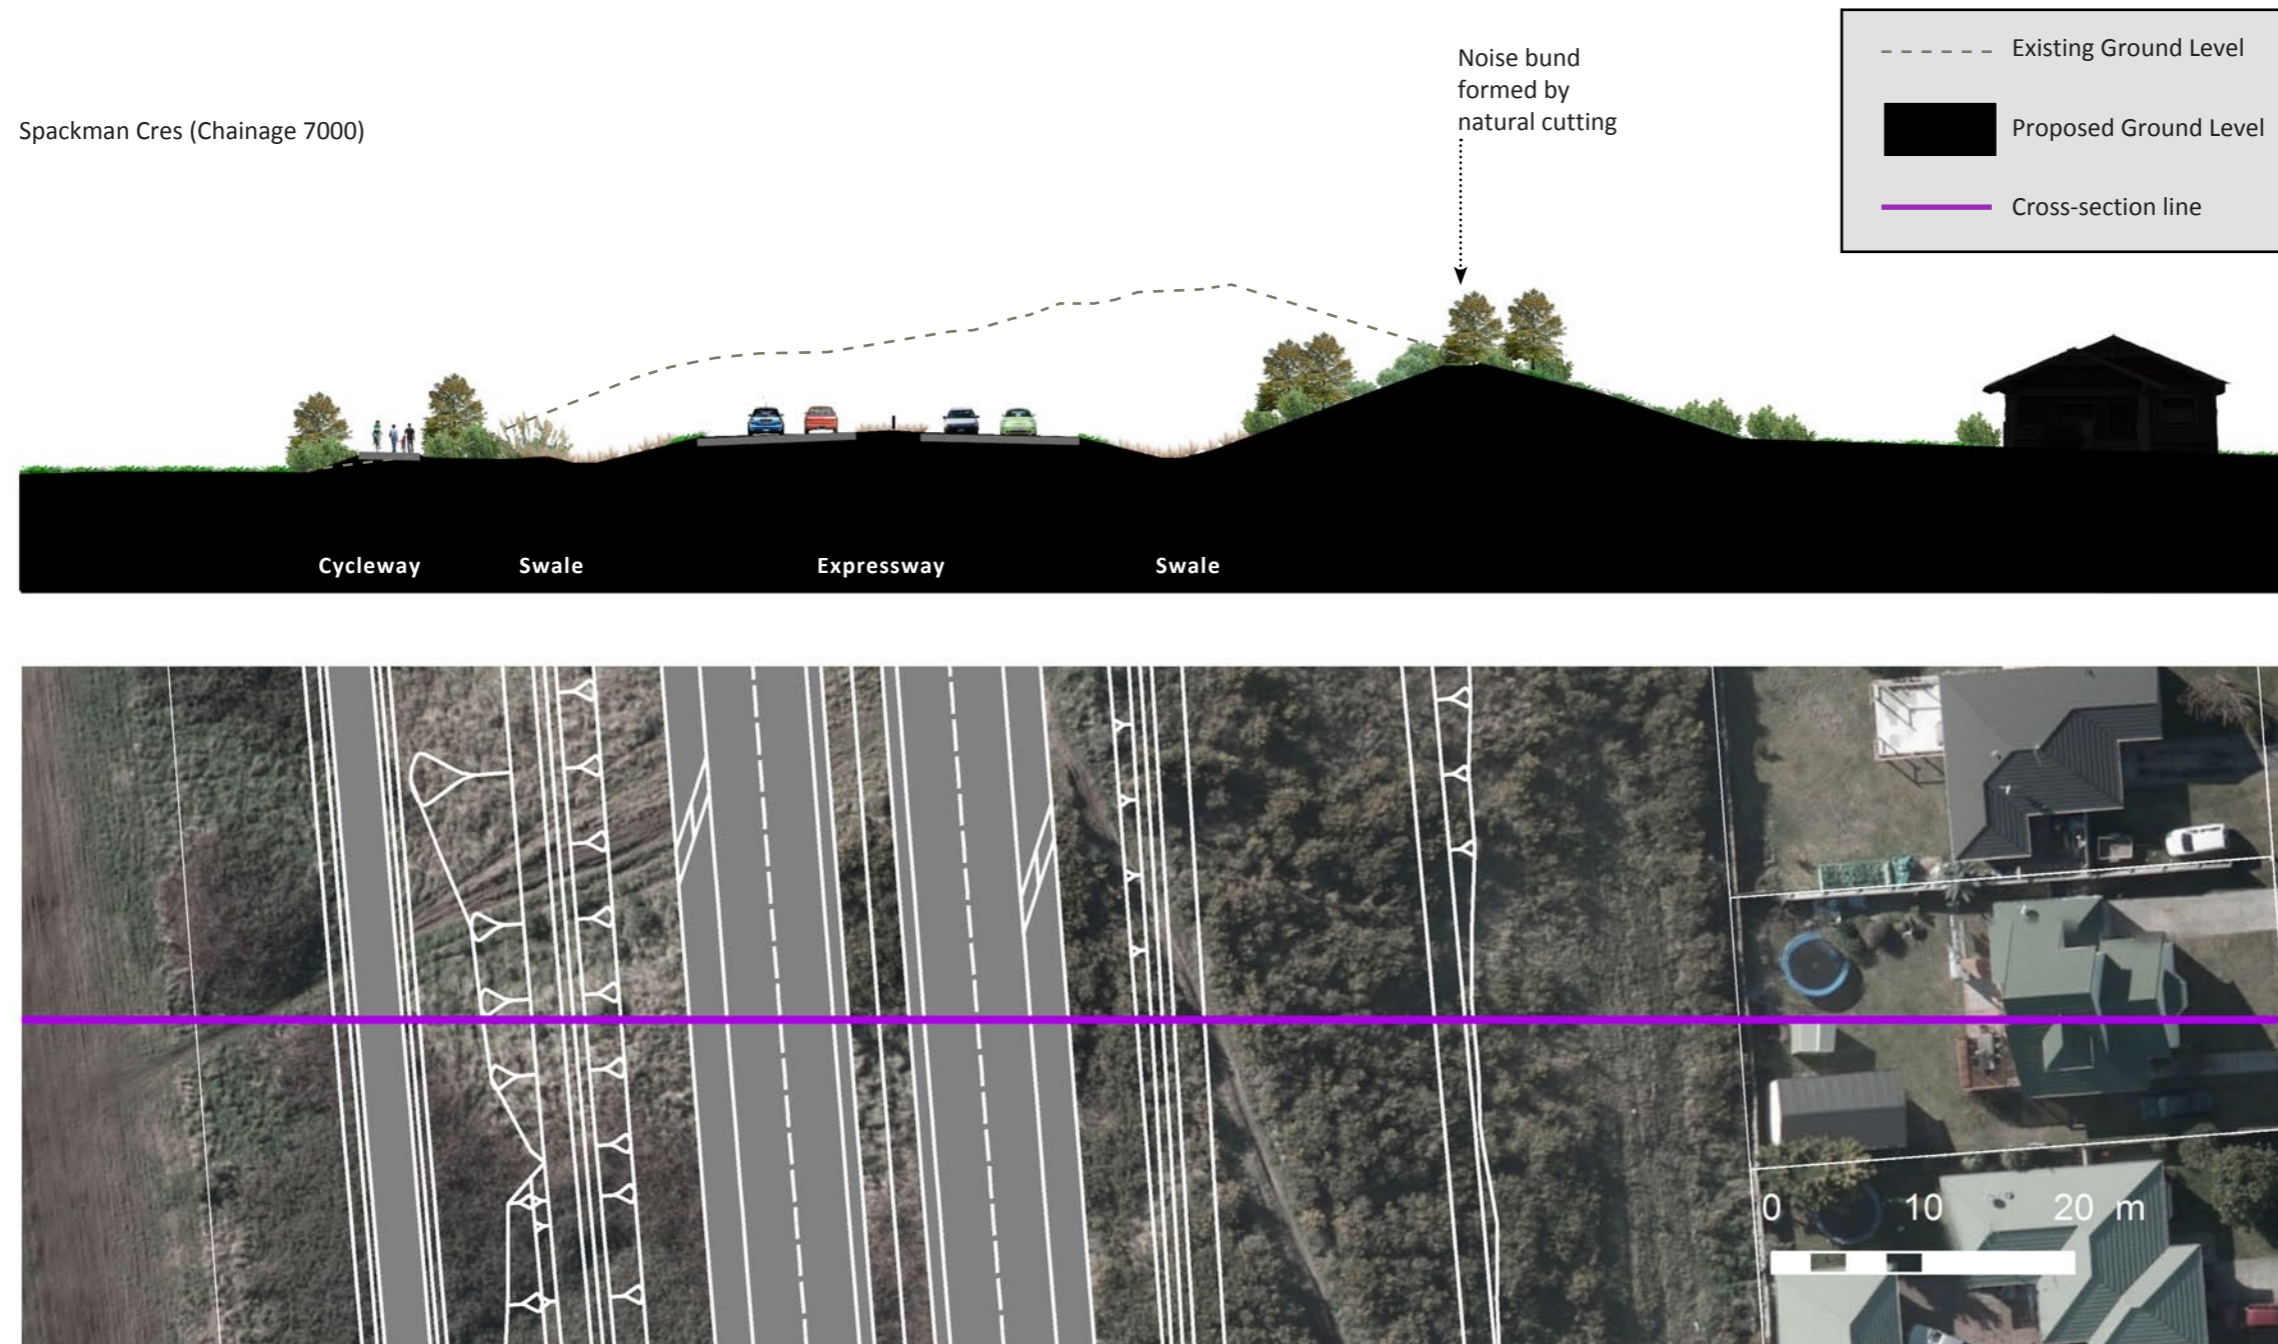 Spackman Cres (Chainage 7000)
Noise bund
formed by
natural cutting
Existing Ground Level
Proposed Ground Level
Cross-section line
Cycleway
Swale
Expressway
Swale
0 10 20 m